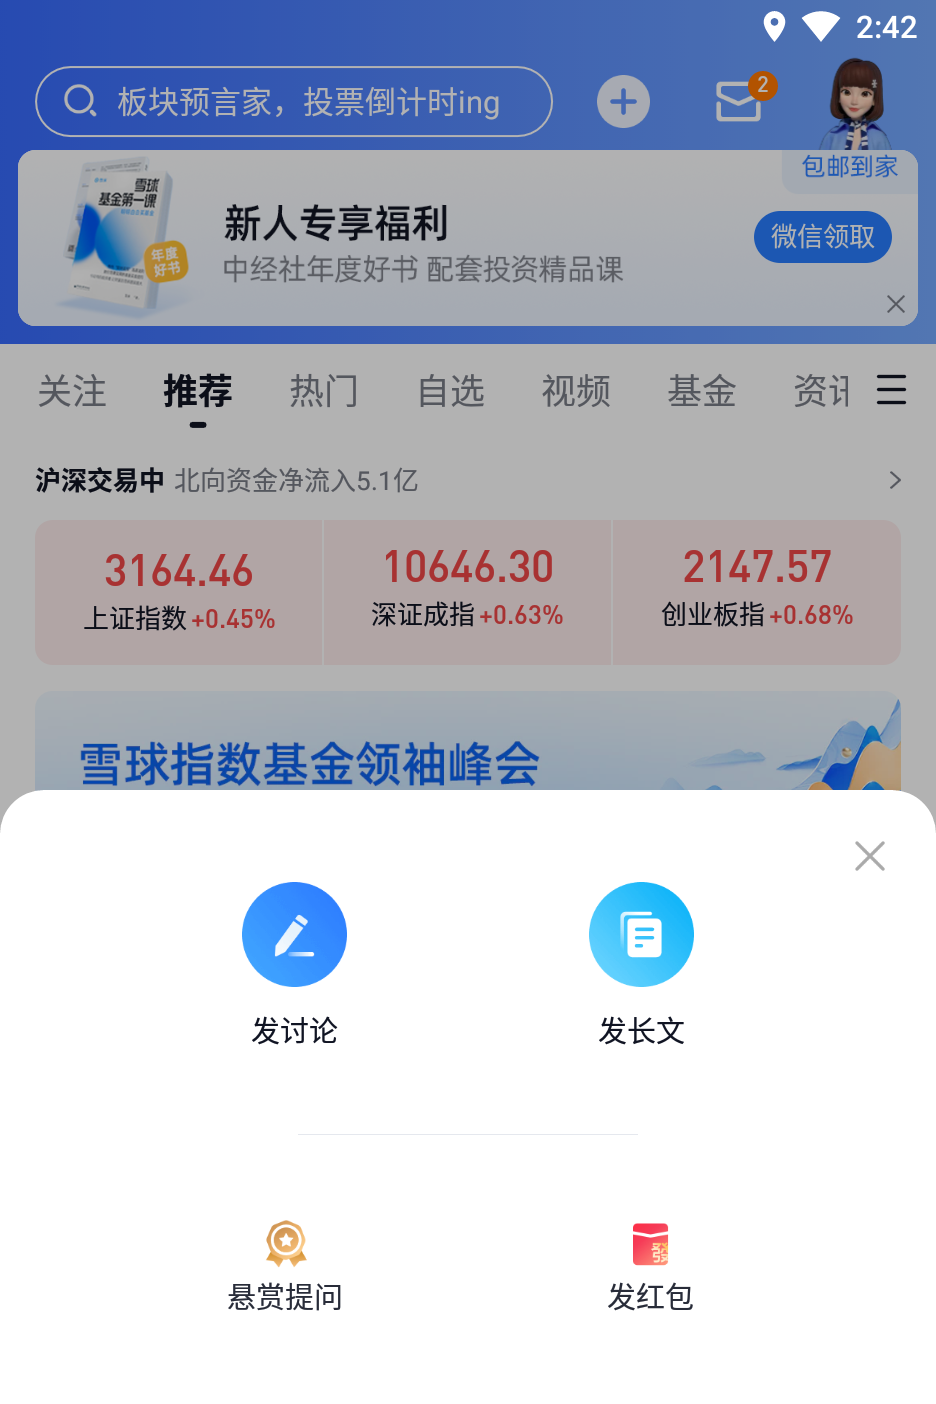 2:42
板块预言家，投票倒计时ing
2
包邮到家
雪球
基金第一课
年度
好书
新人专享福利
中经社年度好书 配套投资精品课
微信领取
关注 推荐 热门 自选 视频 基金 资讯
沪深交易中 北向资金净流入5.1亿
3164.46 10646.30 2147.57
上证指数 +0.45% 深证成指 +0.63% 创业板指 +0.68%
雪球指数基金领袖峰会
发讨论 发长文
悬赏提问 发红包